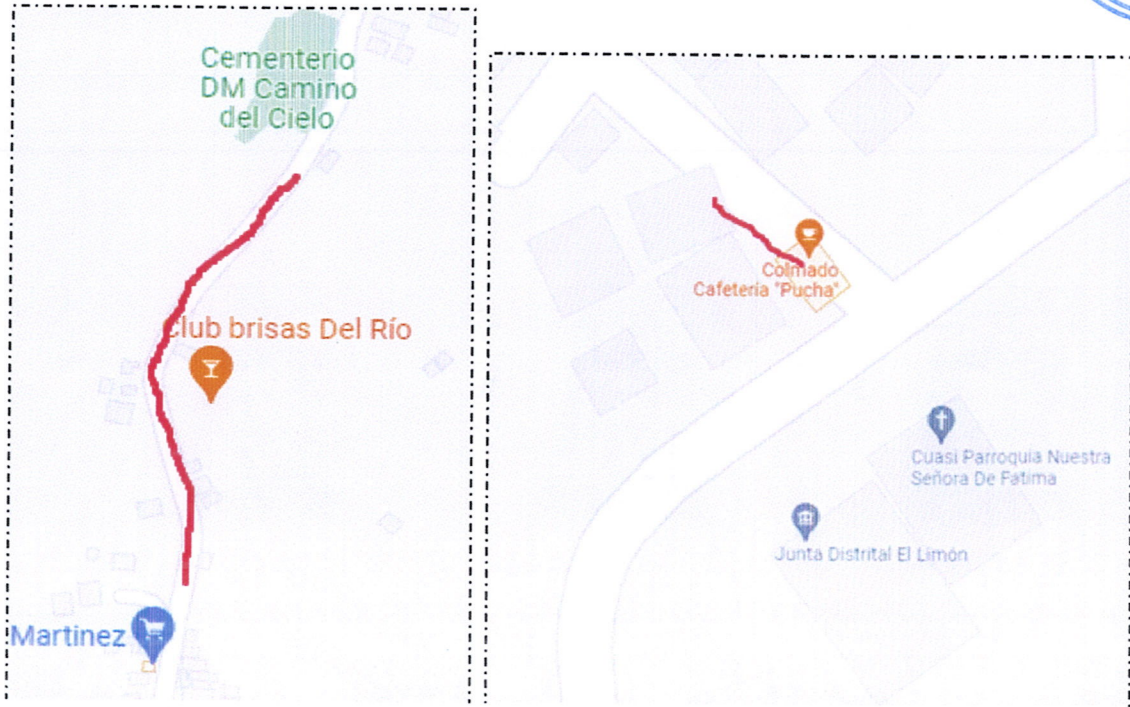 Cementerio
DM Camino
del Cielo
Club brisas Del Río
Martinez
Colmado
Cafeteria "Pucha"
Cuasi Parroquia Nuestra
Señora De Fatima
Junta Distrital El Limón